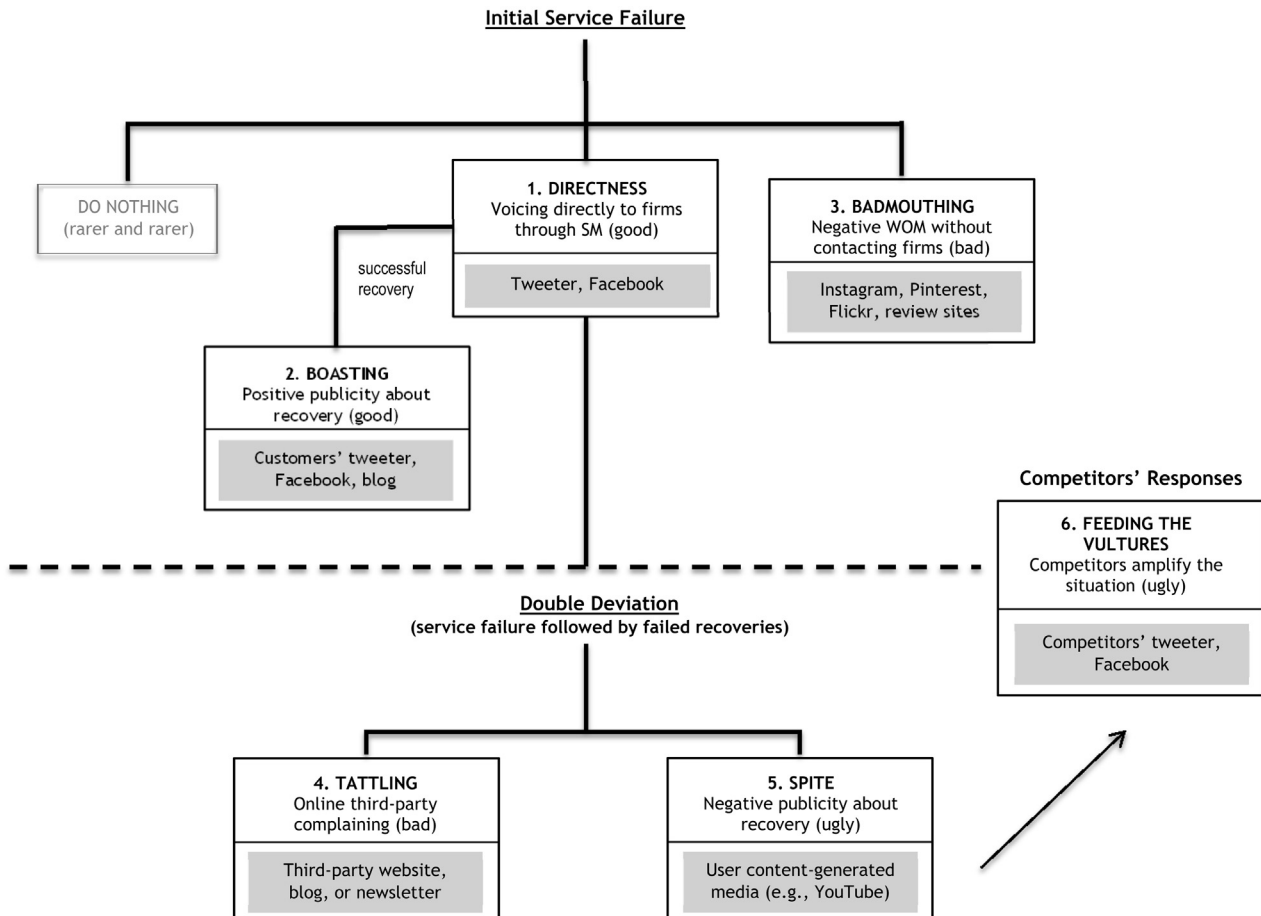 Initial Service Failure
DO NOTHING
(rarer and rarer)
1. DIRECTNESS
Voicing directly to firms
through SM (good)
Tweeter, Facebook
3. BADMOUTHING
Negative WOM without
contacting firms (bad)
Instagram, Pinterest,
Flickr, review sites
successful
recovery
2. BOASTING
Positive publicity about
recovery (good)
Customers’ tweeter,
Facebook, blog
Competitors’ Responses
6. FEEDING THE
VULTURES
Competitors amplify the
situation (ugly)
Competitors’ tweeter,
Facebook
Double Deviation
(service failure followed by failed recoveries)
4. TATTLING
Online third-party
complaining (bad)
Third-party website,
blog, or newsletter
5. SPITE
Negative publicity about
recovery (ugly)
User content-generated
media (e.g., YouTube)